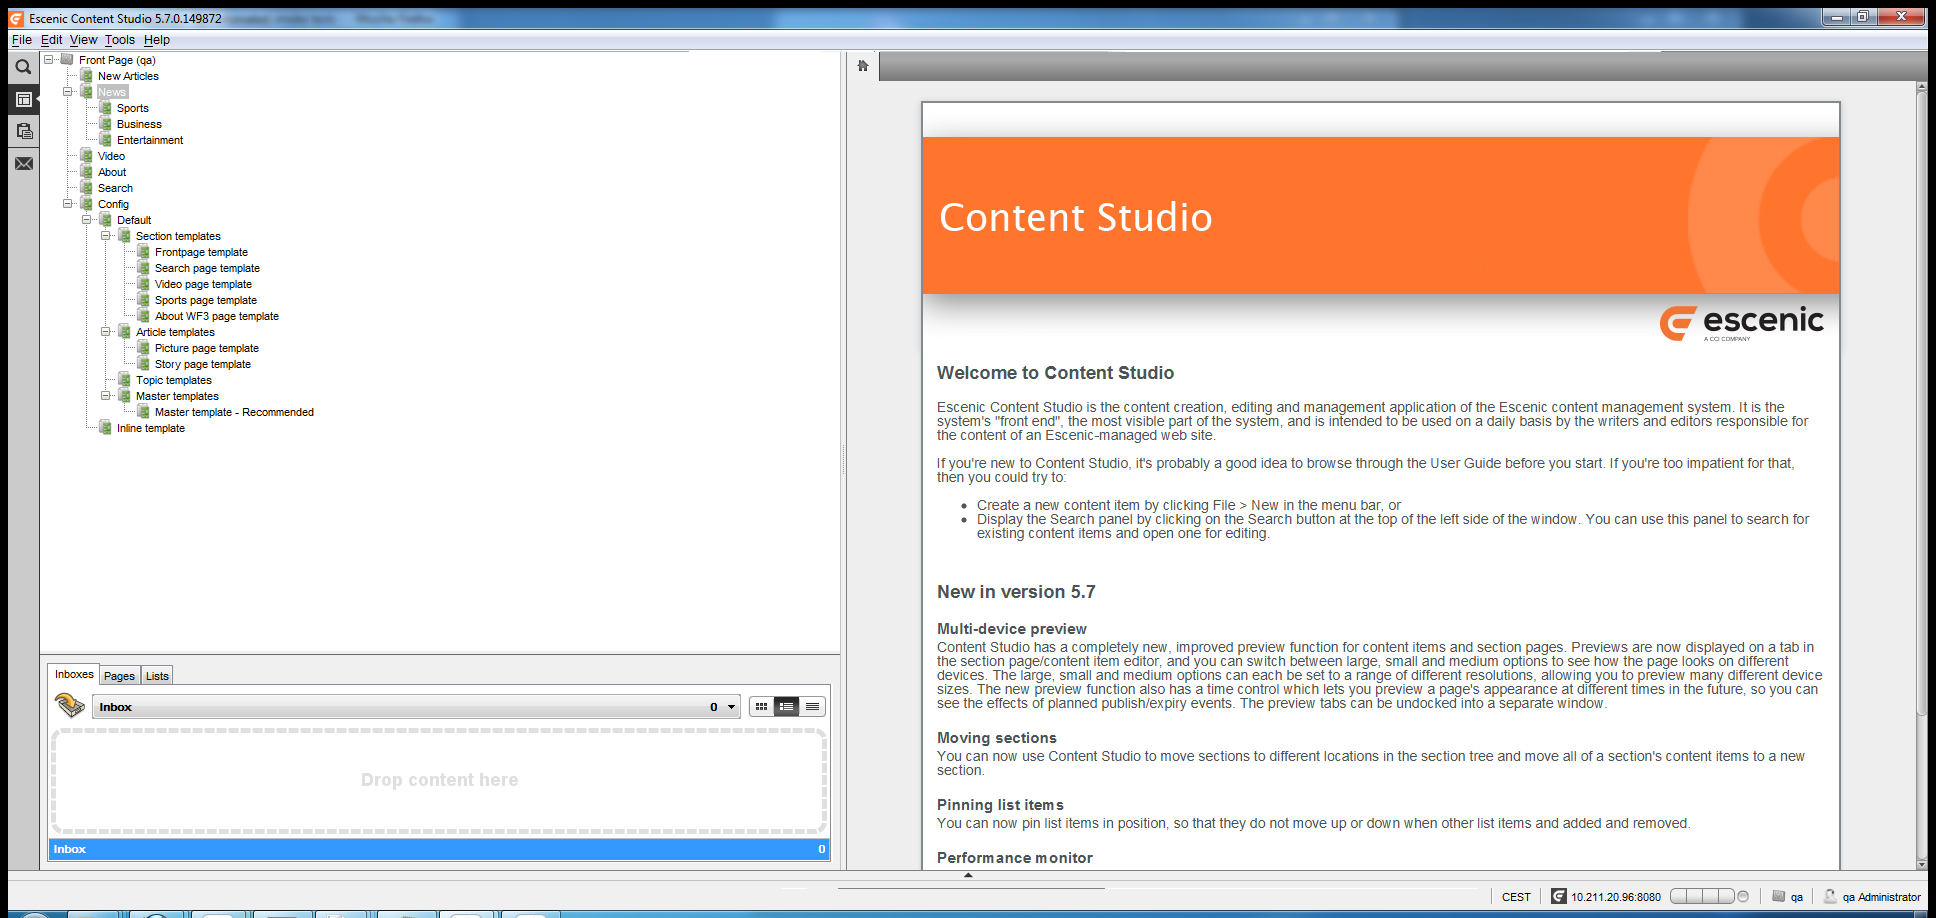 Escenic Content Studio 5.7.0.149872
File Edit View Tools Help
Front Page (qa)
New Articles
News
Sports
Business
Entertainment
Video
About
Search
Config
Default
Section templates
Frontpage template
Search page template
Video page template
Sports page template
About WF3 page template
Article templates
Picture page template
Story page template
Topic templates
Master templates
Master template - Recommended
Inline template
Inboxes Pages Lists
Inbox 0
Drop content here
Inbox 0
Content Studio
escenic
A CCI COMPANY
Welcome to Content Studio
Escenic Content Studio is the content creation, editing and management application of the Escenic content management system. It is the
system's "front end", the most visible part of the system, and is intended to be used on a daily basis by the writers and editors responsible for
the content of an Escenic-managed web site.
If you're new to Content Studio, it's probably a good idea to browse through the User Guide before you start. If you're too impatient for that,
then you could try to:
• Create a new content item by clicking File > New in the menu bar, or
• Display the Search panel by clicking on the Search button at the top of the left side of the window. You can use this panel to search for
existing content items and open one for editing.
New in version 5.7
Multi-device preview
Content Studio has a completely new, improved preview function for content items and section pages. Previews are now displayed on a tab in
the section page/content item editor, and you can switch between large, small and medium options to see how the page looks on different
devices. The large, small and medium options can each be set to a range of different resolutions, allowing you to preview many different device
sizes. The new preview function also has a time control which lets you preview a page's appearance at different times in the future, so you can
see the effects of planned publish/expiry events. The preview tabs can be undocked into a separate window.
Moving sections
You can now use Content Studio to move sections to different locations in the section tree and move all of a section's content items to a new
section.
Pinning list items
You can now pin list items in position, so that they do not move up or down when other list items and added and removed.
Performance monitor
CEST 10.211.20.96:8080 qa qa Administrator